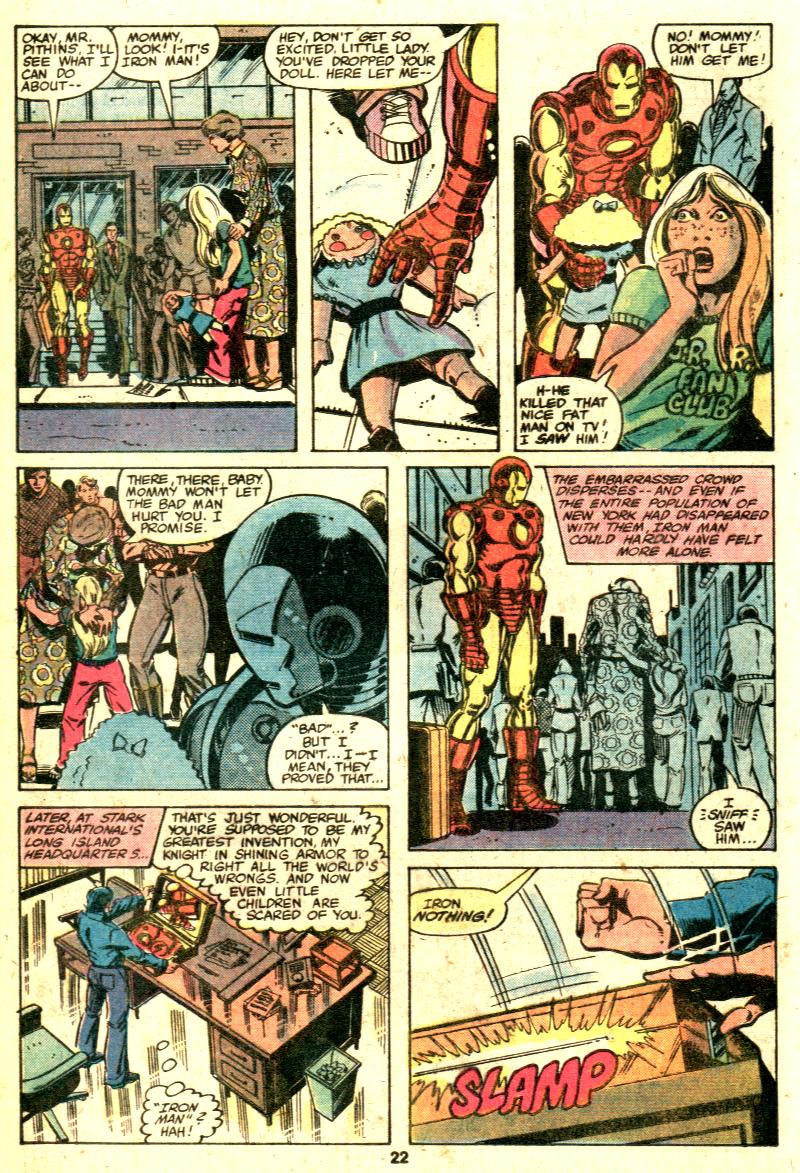 OKAY, MR.
PITHINS, I'LL
SEE WHAT I
CAN DO
ABOUT--
MOMMY,
LOOK! I-IT'S
IRON MAN!
HEY, DON'T GET SO
EXCITED, LITTLE LADY.
YOU'VE DROPPED YOUR
DOLL. HERE LET ME--
NO! MOMMY!
DON'T LET
HIM GET ME!
H-HE
KILLED THAT
NICE FAT
MAN ON TV!
I SAW HIM!
J.R. R.
FAN
CLUB
THERE, THERE, BABY.
MOMMY WON'T LET
THE BAD MAN
HURT YOU. I
PROMISE.
"BAD"...?
BUT I
DIDN'T... I--I
MEAN, THEY
PROVED THAT...
THE EMBARRASSED CROWD
DISPERSES--AND EVEN IF
THE ENTIRE POPULATION OF
NEW YORK HAD DISAPPEARED
WITH THEM, IRON MAN
COULD HARDLY HAVE FELT
MORE ALONE.
I
SNIFF
SAW
HIM...
LATER, AT STARK
INTERNATIONAL'S
LONG ISLAND
HEADQUARTERS...
THAT'S JUST WONDERFUL.
YOU'RE SUPPOSED TO BE MY
GREATEST INVENTION, MY
KNIGHT IN SHINING ARMOR TO
RIGHT ALL THE WORLD'S
WRONGS. AND NOW
EVEN LITTLE
CHILDREN ARE
SCARED OF YOU.
"IRON
MAN"?
HAH!
IRON
NOTHING!
SLAMP
22